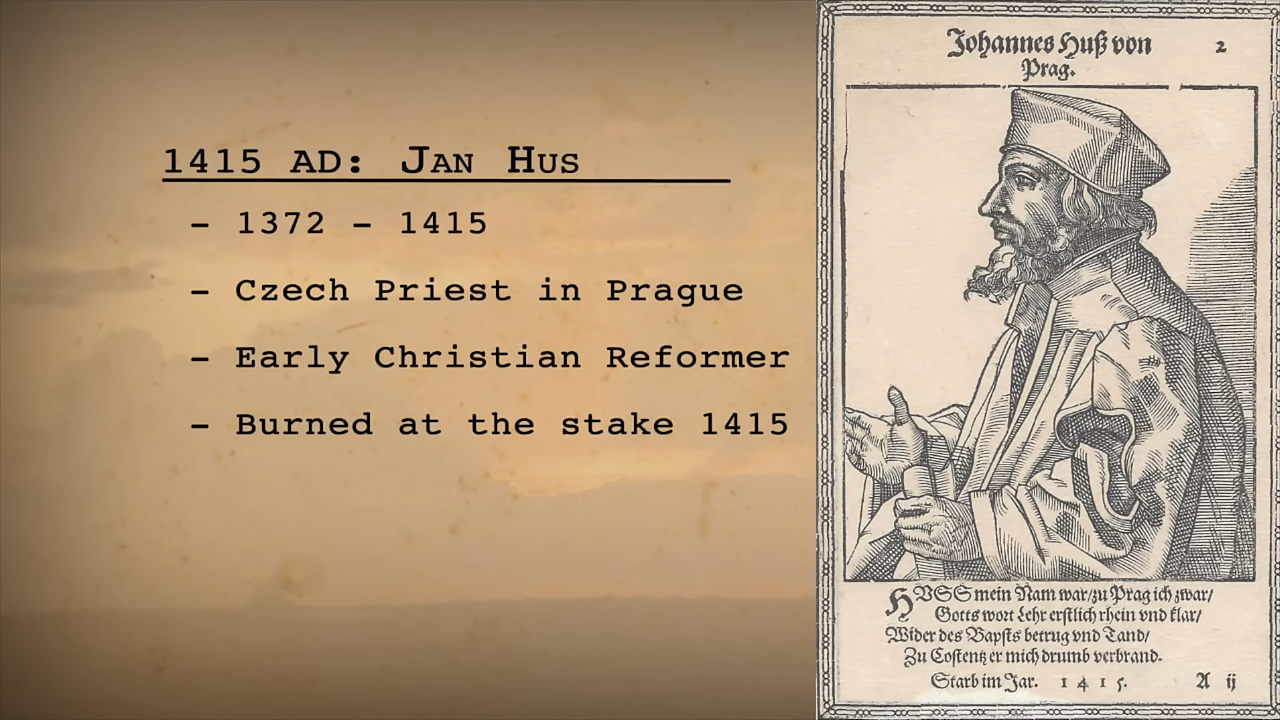 1415 AD: Jan Hus
– 1372 – 1415
– Czech Priest in Prague
– Early Christian Reformer
– Burned at the stake 1415
Johannes Huß von
2
Prag.
HVSS mein Nam war/zu Prag ich zwar/
Gotts wort Lehr erstlich rhein vnd klar/
Wider des Bapsts betrug vnd Tand/
Zu Costentz er mich drumb verbrand.
Starb im Jar. 1415. A ij